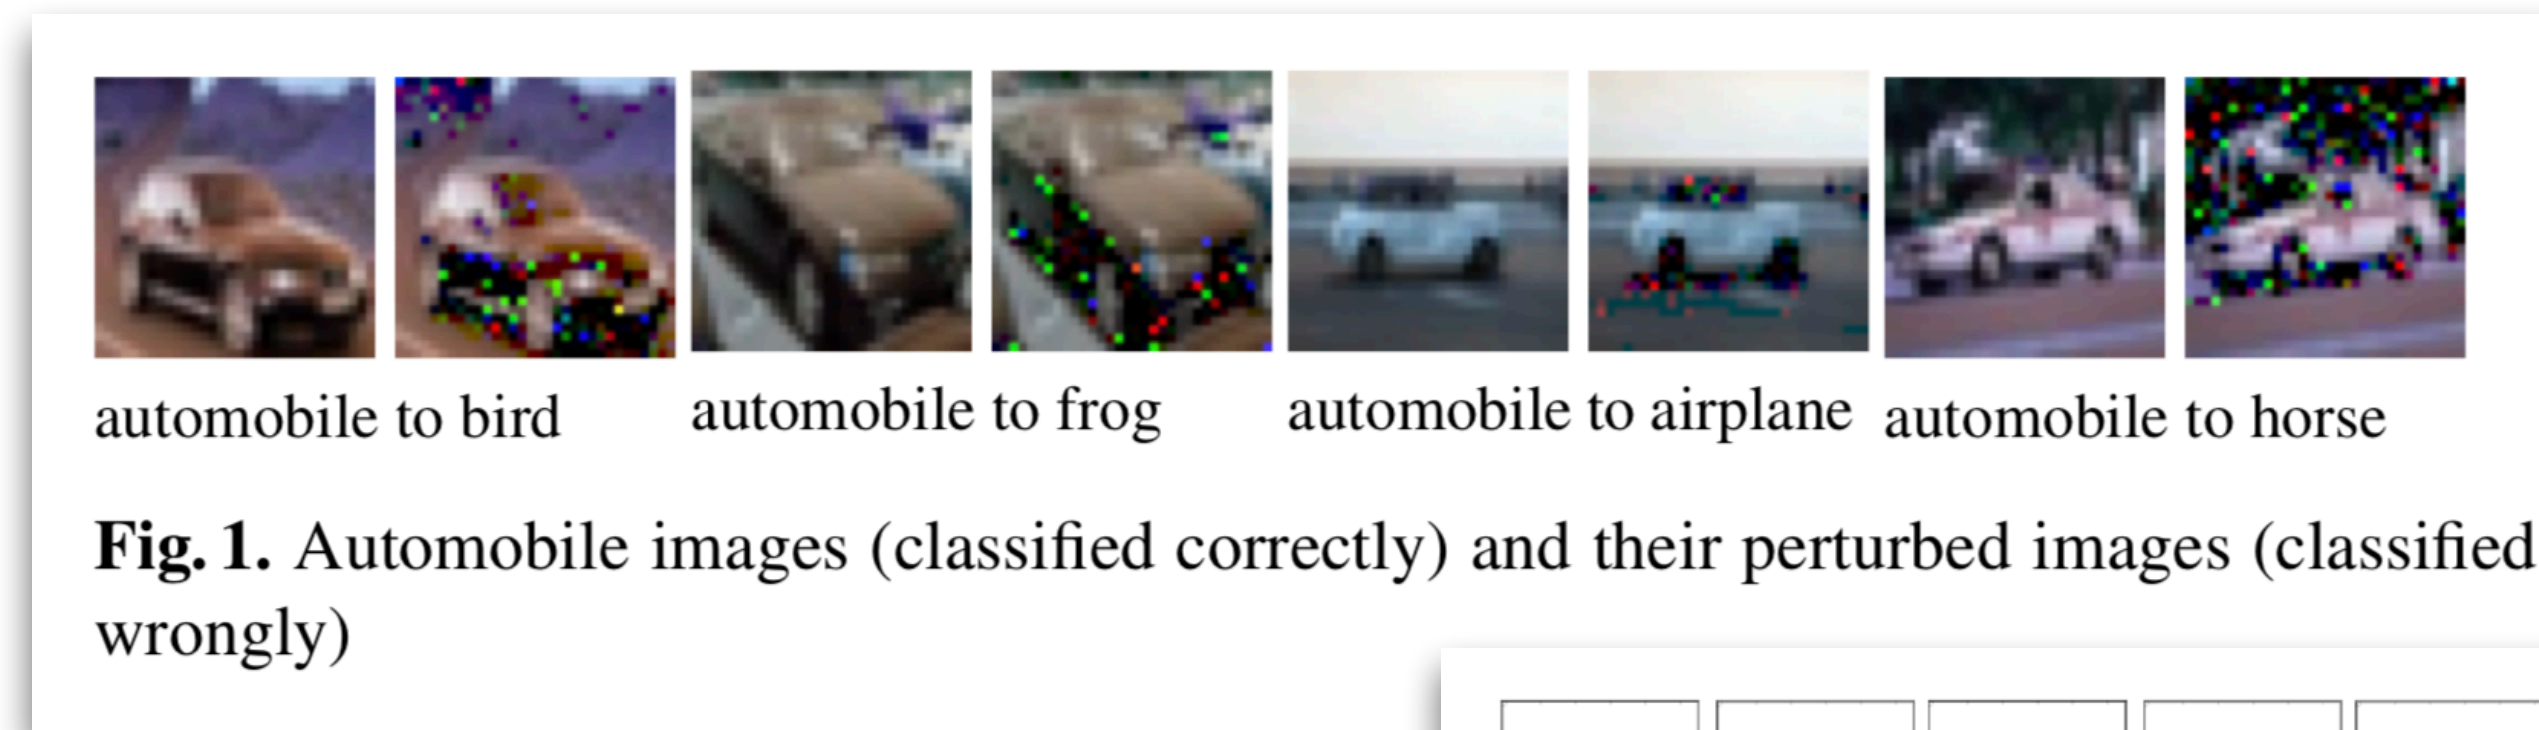 automobile to bird automobile to frog automobile to airplane automobile to horse
Fig. 1. Automobile images (classified correctly) and their perturbed images (classified
wrongly)